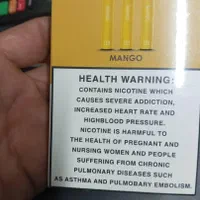 MANGO
HEALTH WARNING:
CONTAINS NICOTINE WHICH
CAUSES SEVERE ADDICTION,
INCREASED HEART RATE AND
HIGHBLOOD PRESSURE.
NICOTINE IS HARMFUL TO
THE HEALTH OF PREGNANT AND
NURSING WOMEN AND PEOPLE
SUFFERING FROM CHRONIC
PULMONARY DISEASES SUCH
AS ASTHMA AND PULMOBARY EMBOLISM.